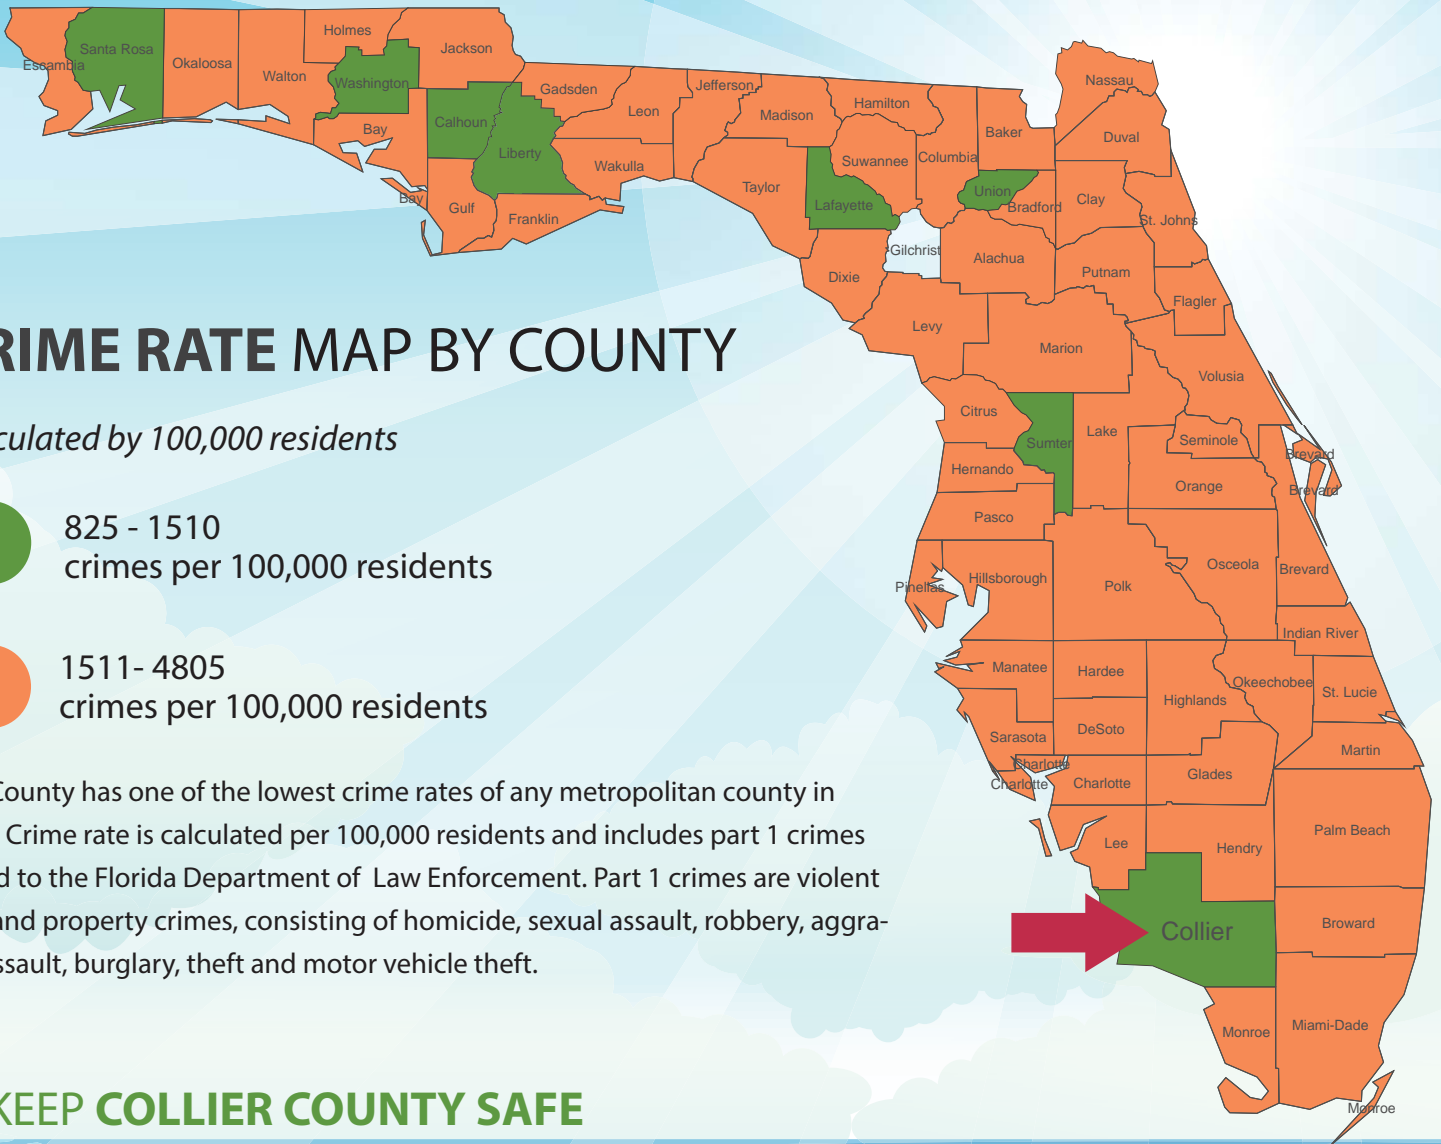 Holmes
Santa Rosa
Jackson
Escambia
Okaloosa
Walton
Washington
Gadsden
Jefferson
Nassau
Leon
Madison
Hamilton
Calhoun
Bay
Baker
Duval
Liberty
Wakulla
Suwannee
Columbia
Taylor
Union
Bay
Gulf
Franklin
Lafayette
Bradford
Clay
St. Johns
Gilchrist
Alachua
Dixie
Putnam
Flagler
Levy
RIME RATE MAP BY COUNTY
Marion
Volusia
Citrus
culated by 100,000 residents
Sumter
Lake
Seminole
Brevard
Hernando
Orange
Brevard
825 - 1510
crimes per 100,000 residents
Pasco
Osceola
Brevard
Pinellas
Hillsborough
Polk
Indian River
1511- 4805
crimes per 100,000 residents
Manatee
Hardee
Okeechobee
St. Lucie
Highlands
Sarasota
DeSoto
Martin
Charlotte
Charlotte
Charlotte
Glades
County has one of the lowest crime rates of any metropolitan county in
Crime rate is calculated per 100,000 residents and includes part 1 crimes
d to the Florida Department of Law Enforcement. Part 1 crimes are violent
and property crimes, consisting of homicide, sexual assault, robbery, aggra-
ssault, burglary, theft and motor vehicle theft.
Palm Beach
Lee
Hendry
Collier
Broward
Monroe
Miami-Dade
Monroe
KEEP COLLIER COUNTY SAFE